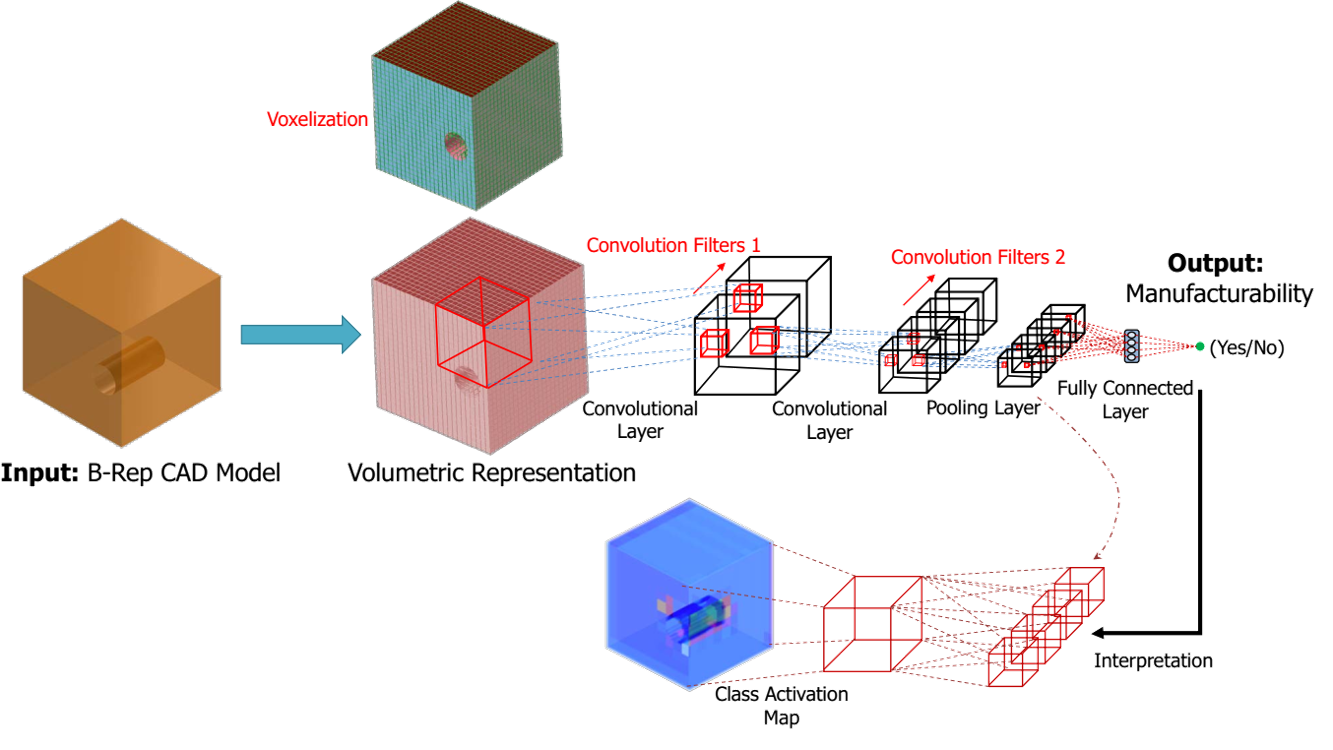 Voxelization
Convolution Filters 1
Convolution Filters 2
Output:
Manufacturability
(Yes/No)
Convolutional
Layer
Convolutional
Layer
Pooling Layer
Fully Connected
Layer
Input: B-Rep CAD Model
Volumetric Representation
Interpretation
Class Activation
Map